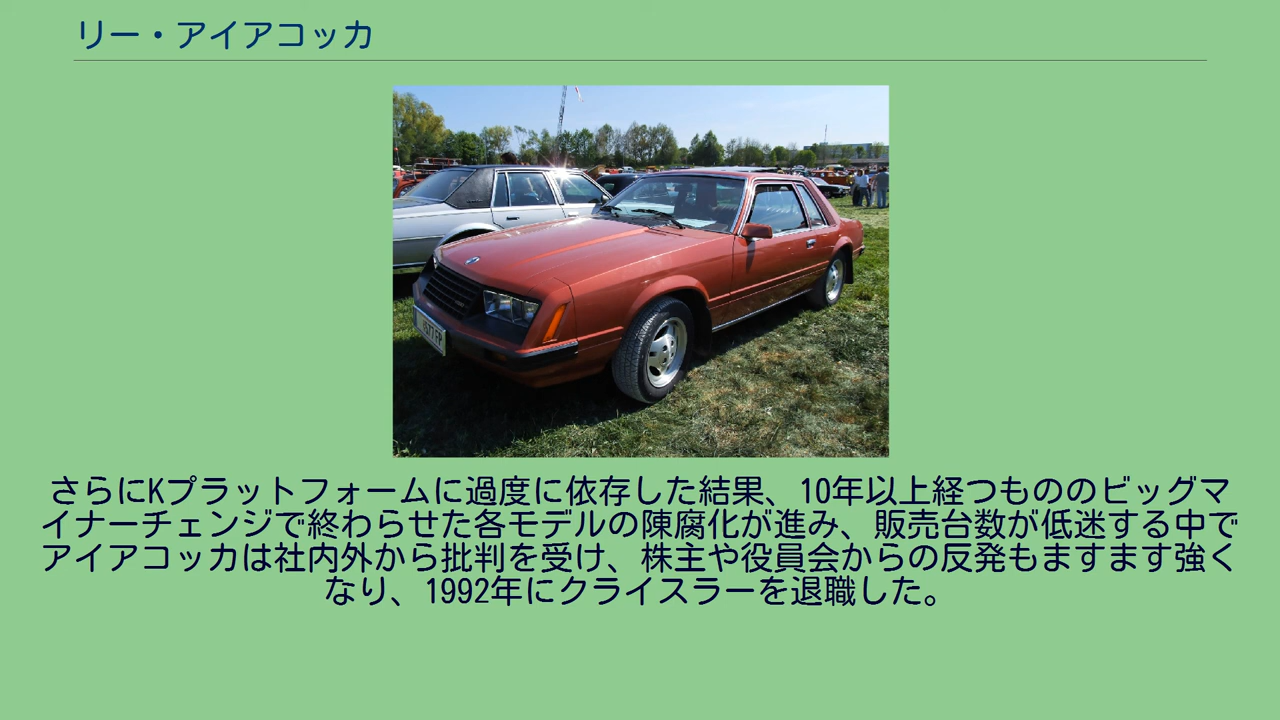 リー・アイアコッカ
さらにKプラットフォームに過度に依存した結果、10年以上経つもののビッグマ
イナーチェンジで終わらせた各モデルの陳腐化が進み、販売台数が低迷する中で
アイアコッカは社内外から批判を受け、株主や役員会からの反発もますます強く
なり、1992年にクライスラーを退職した。